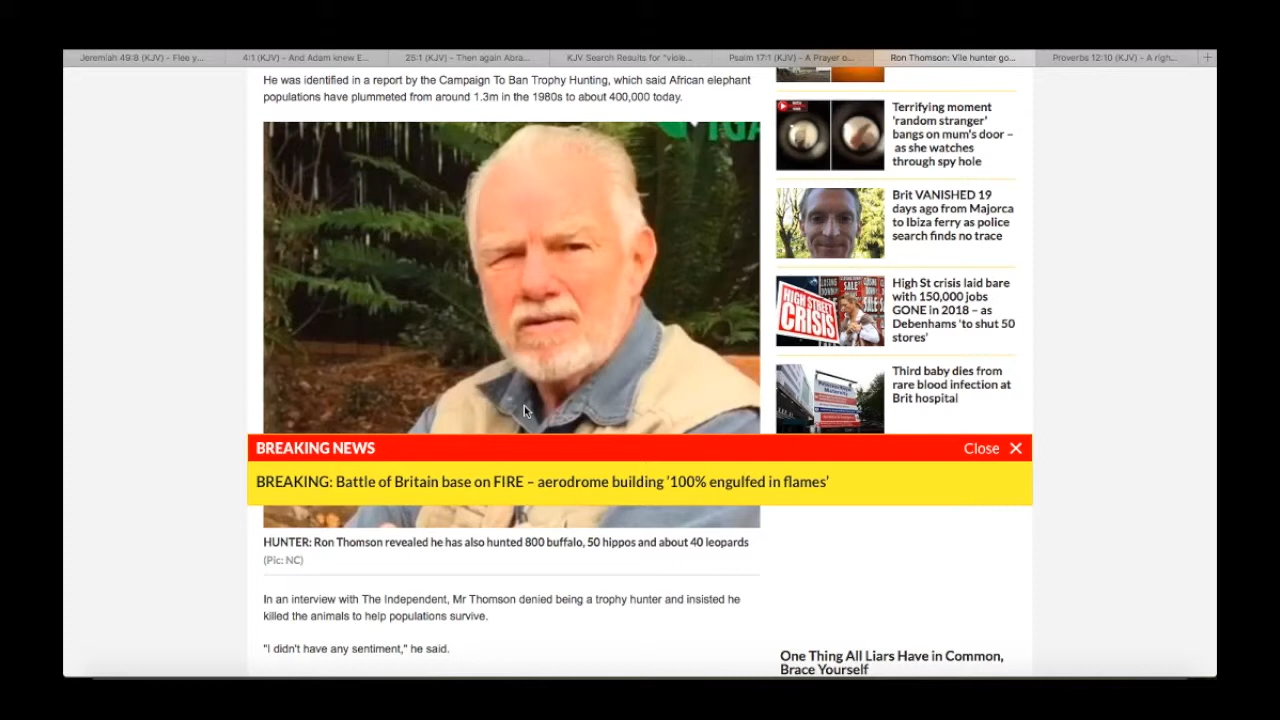 Jeremiah 49:8 (KJV) - Flee y...
4:1 (KJV) - And Adam knew E...
25:1 (KJV) - Then again Abra...
KJV Search Results for "viole...
Psalm 17:1 (KJV) - A Prayer o...
Ron Thomson: Vile hunter go...
Proverbs 12:10 (KJV) - A righ...
+
He was identified in a report by the Campaign To Ban Trophy Hunting, which said African elephant
populations have plummeted from around 1.3m in the 1980s to about 400,000 today.
Terrifying moment
'random stranger'
bangs on mum's door –
as she watches
through spy hole
Brit VANISHED 19
days ago from Majorca
to Ibiza ferry as police
search finds no trace
HIGH STREET
CRISIS
SALE
High St crisis laid bare
with 150,000 jobs
GONE in 2018 – as
Debenhams 'to shut 50
stores'
Third baby dies from
rare blood infection at
Brit hospital
BREAKING NEWS
Close ✕
BREAKING: Battle of Britain base on FIRE – aerodrome building '100% engulfed in flames'
HUNTER: Ron Thomson revealed he has also hunted 800 buffalo, 50 hippos and about 40 leopards
(Pic: NC)
In an interview with The Independent, Mr Thomson denied being a trophy hunter and insisted he
killed the animals to help populations survive.
"I didn't have any sentiment," he said.
One Thing All Liars Have in Common,
Brace Yourself